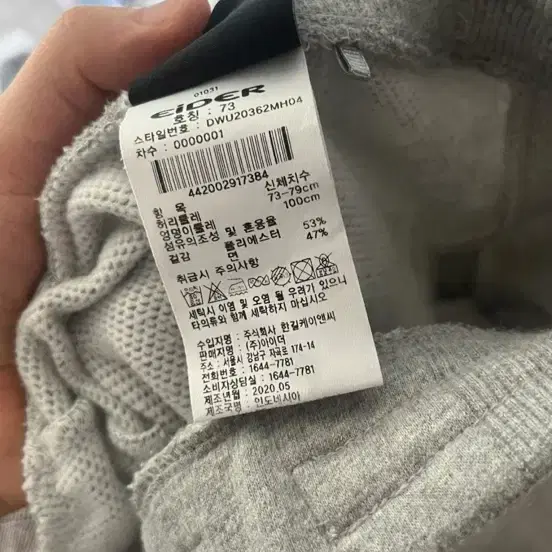 01031
EiDER
호칭 : 73
스타일번호 : DWU20362MH04
차수 : 0000001
442002917384
항 목 신체치수
허리둘레 73-79cm
엉덩이둘레 100cm
섬유의조성 및 혼용율
겉감 면 53%
폴리에스터 47%
취급시 주의사항
세탁시 이염 및 오염 될 우려가 있으니
타의류와 함께 세탁하지 마십시오
수입자명 : 주식회사 한길케이앤씨
판매자명 : (주)아이더
주소 : 서울시 강남구 자곡로 174-14
전화번호 : 1644-7781
소비자상담실 : 1644-7781
제조년월 : 2020.05
제조국명 : 인도네시아